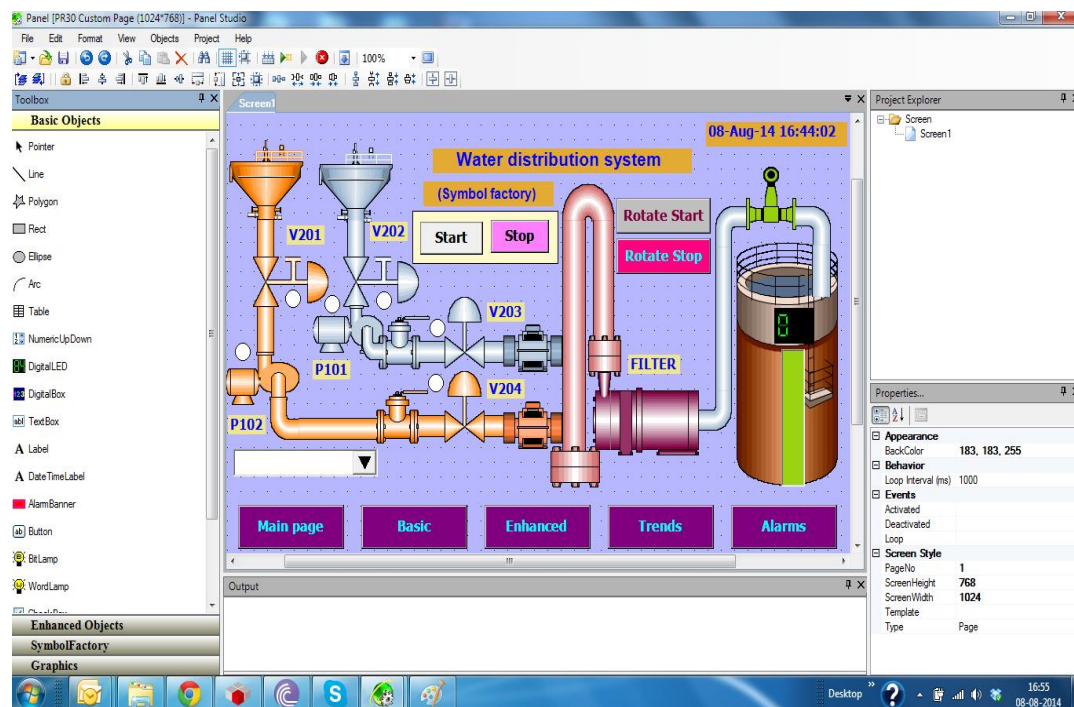 Panel [PR30 Custom Page (1024*768)] - Panel Studio
File Edit Format View Objects Project Help
100%
Toolbox
Basic Objects
Pointer
Line
Polygon
Rect
Ellipse
Arc
Table
NumericUpDown
DigitalLED
DigitalBox
TextBox
Label
DateTimeLabel
AlarmBanner
Button
BitLamp
WordLamp
Enhanced Objects
SymbolFactory
Graphics
Screen1
08-Aug-14 16:44:02
Water distribution system
(Symbol factory)
Start
Stop
Rotate Start
Rotate Stop
V201
V202
V203
P101
V204
P102
FILTER
0
Main page
Basic
Enhanced
Trends
Alarms
Output
Project Explorer
Screen
Screen1
Properties...
Appearance
BackColor 183, 183, 255
Behavior
Loop Interval (ms) 1000
Events
Activated
Deactivated
Loop
Screen Style
PageNo 1
ScreenHeight 768
ScreenWidth 1024
Template
Type Page
Desktop
16:55
08-08-2014